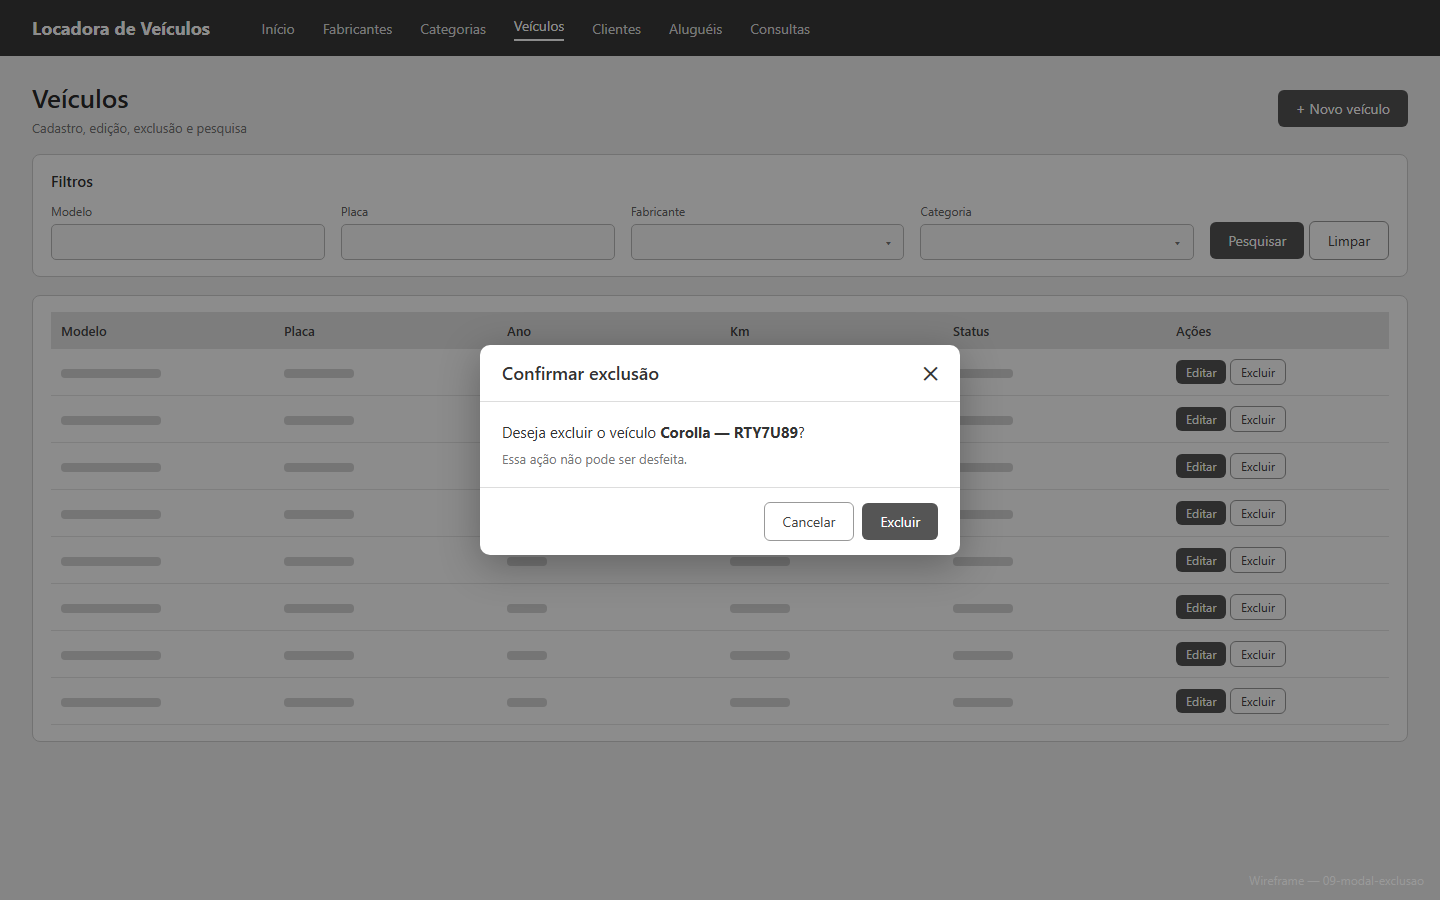 Locadora de Veículos Início Fabricantes Categorias Veículos Clientes Aluguéis Consultas
Veículos
Cadastro, edição, exclusão e pesquisa
+ Novo veículo
Filtros
Modelo Placa Fabricante Categoria
Pesquisar Limpar
Modelo Placa Ano Km Status Ações
Editar Excluir
Editar Excluir
Editar Excluir
Editar Excluir
Editar Excluir
Editar Excluir
Editar Excluir
Editar Excluir
Confirmar exclusão
Deseja excluir o veículo Corolla — RTY7U89?
Essa ação não pode ser desfeita.
Cancelar Excluir
Wireframe — 09-modal-exclusao